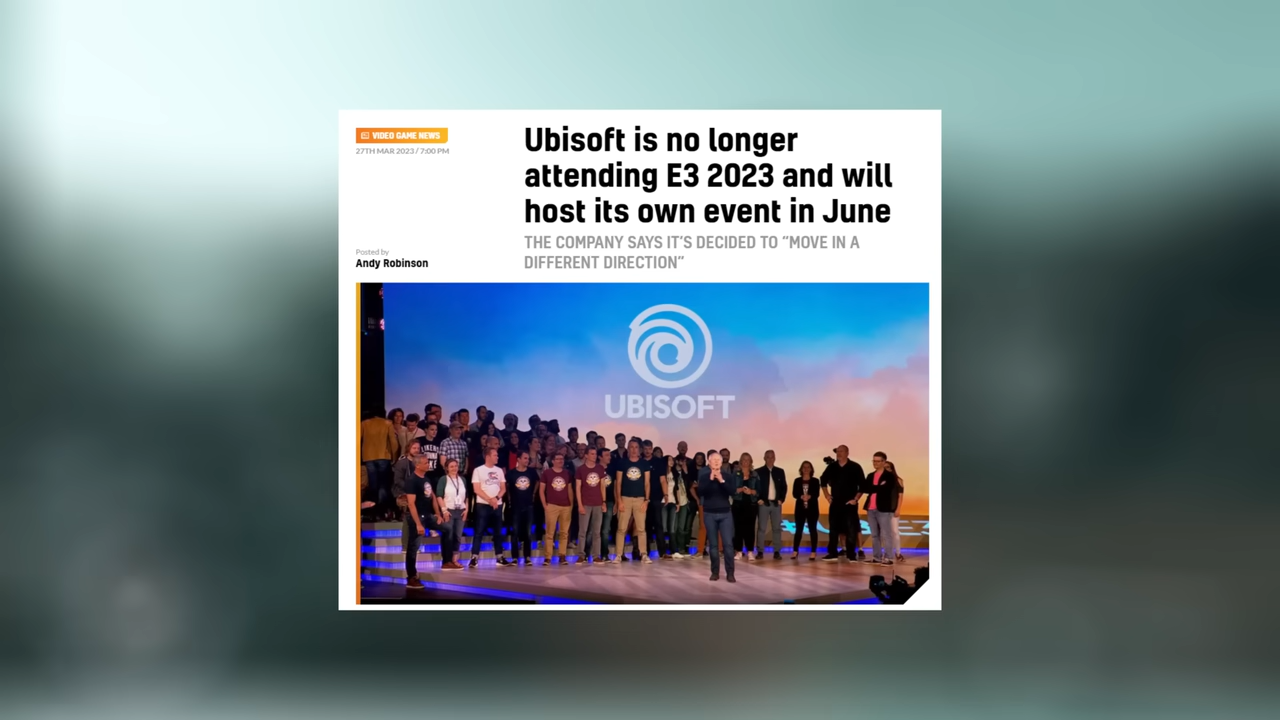 VIDEO GAME NEWS
27TH MAR 2023 / 7:00 PM
Posted by
Andy Robinson
Ubisoft is no longer
attending E3 2023 and will
host its own event in June
THE COMPANY SAYS IT'S DECIDED TO “MOVE IN A
DIFFERENT DIRECTION”
UBISOFT